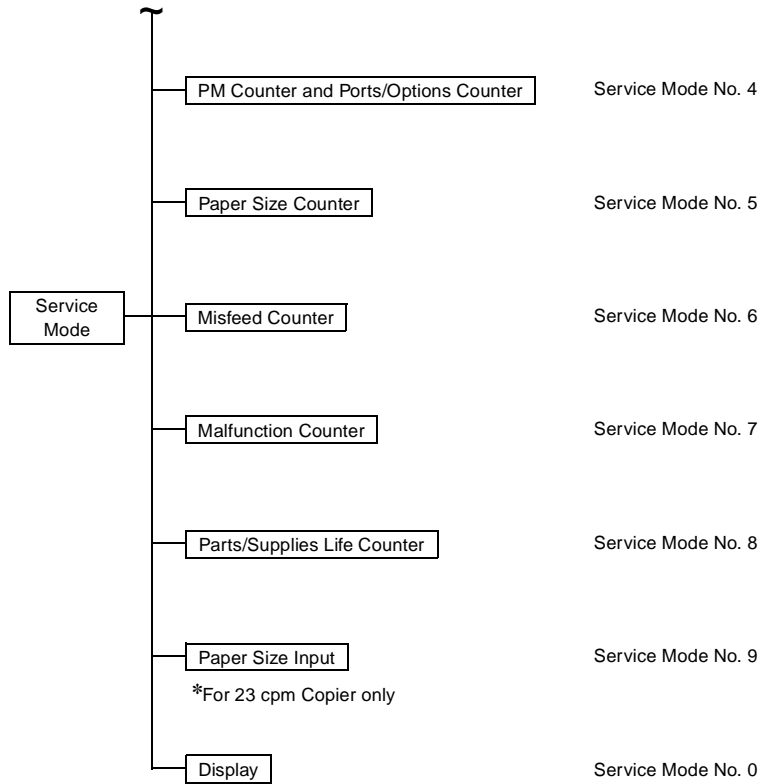 ~
PM Counter and Ports/Options Counter Service Mode No. 4
Paper Size Counter Service Mode No. 5
Service
Mode
Misfeed Counter Service Mode No. 6
Malfunction Counter Service Mode No. 7
Parts/Supplies Life Counter Service Mode No. 8
Paper Size Input Service Mode No. 9
*For 23 cpm Copier only
Display Service Mode No. 0